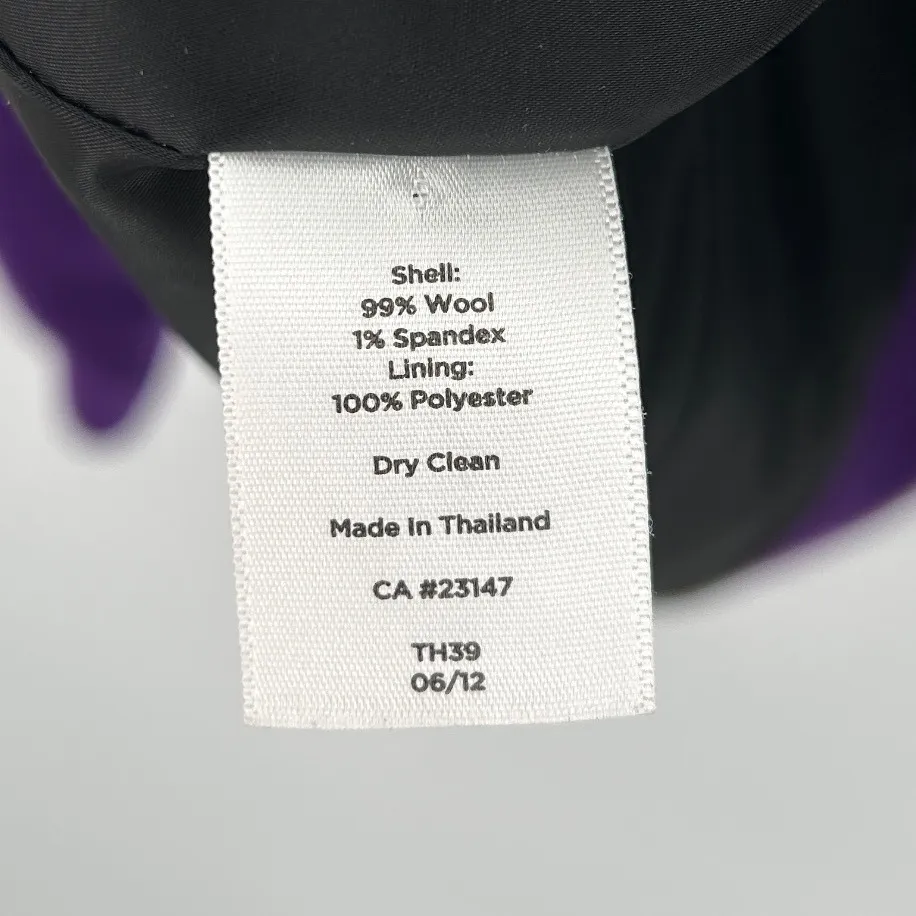 Shell:
99% Wool
1% Spandex
Lining:
100% Polyester
Dry Clean
Made In Thailand
CA #23147
TH39
06/12